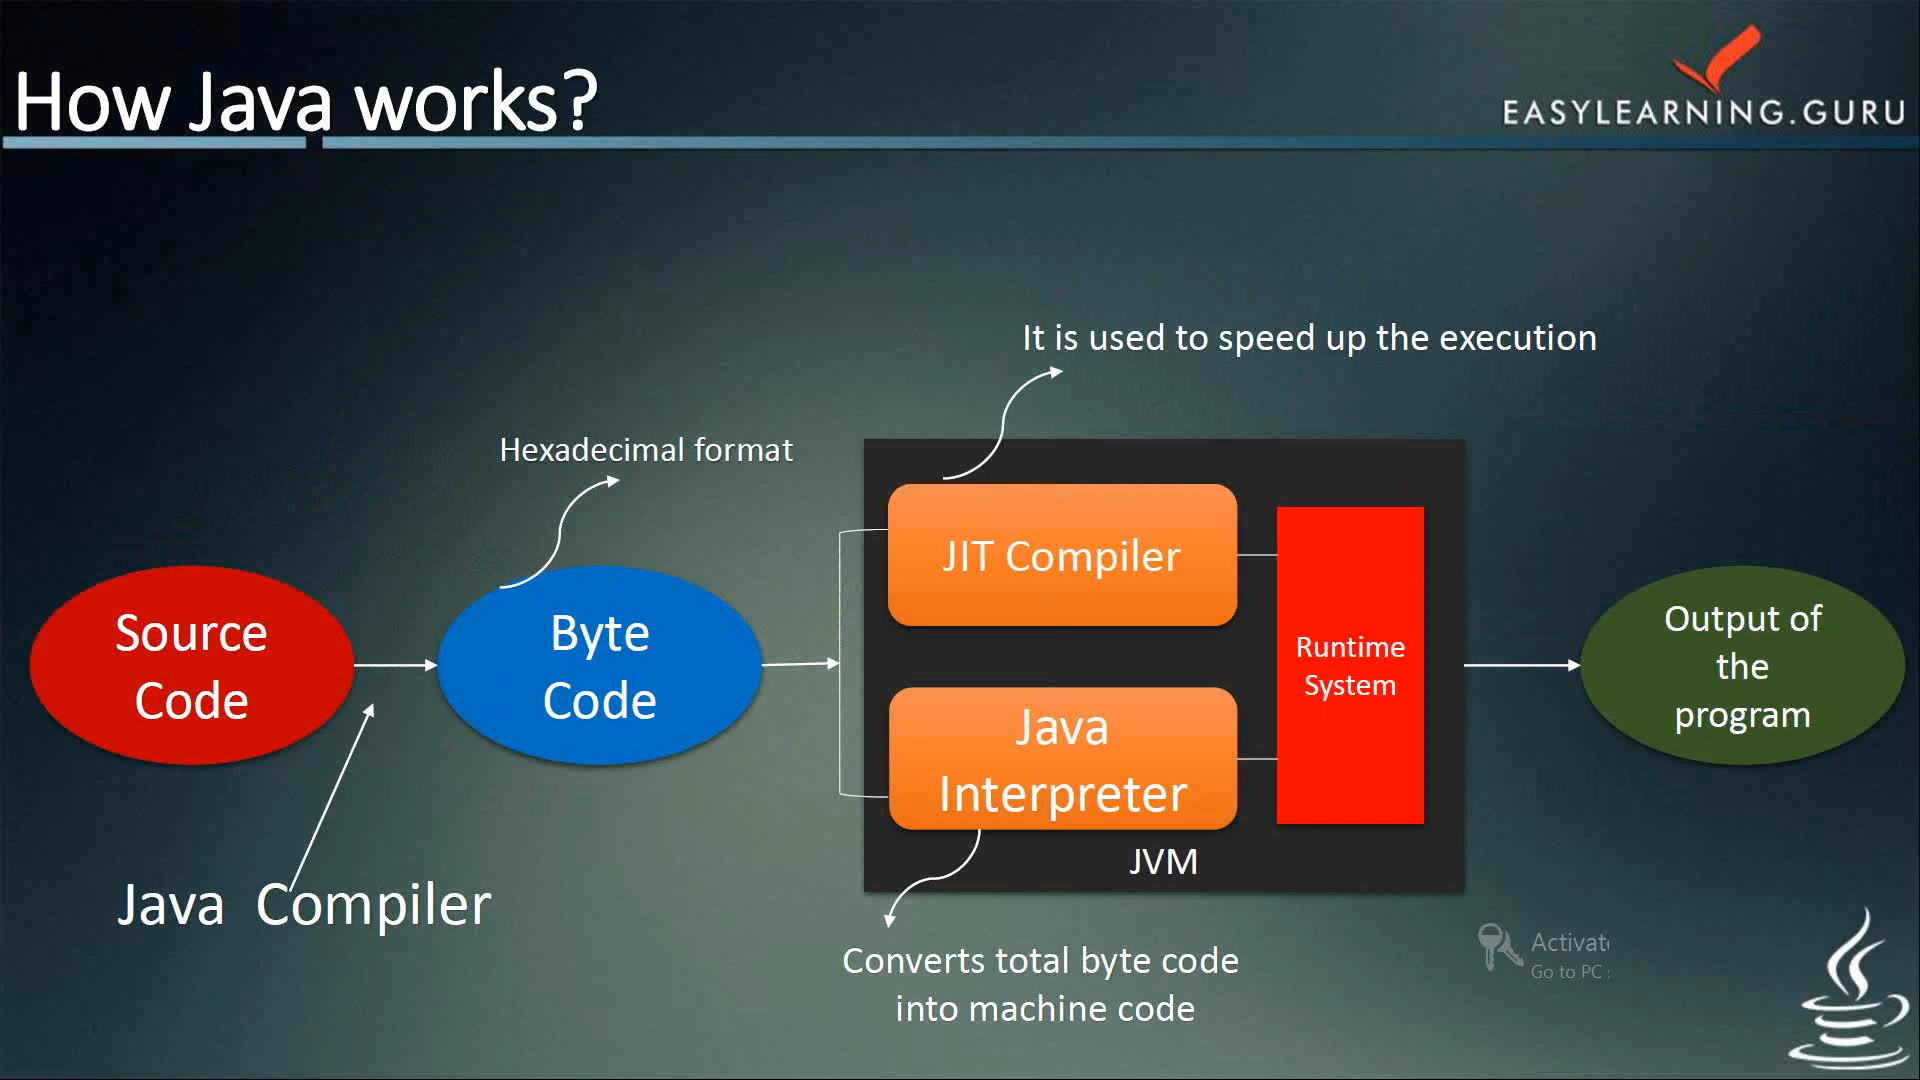 How Java works?
EASYLEARNING.GURU
It is used to speed up the execution
Hexadecimal format
JIT Compiler
Source
Code
Byte
Code
Runtime
System
Output of
the
program
Java
Interpreter
JVM
Java Compiler
Converts total byte code
into machine code
Go to PC